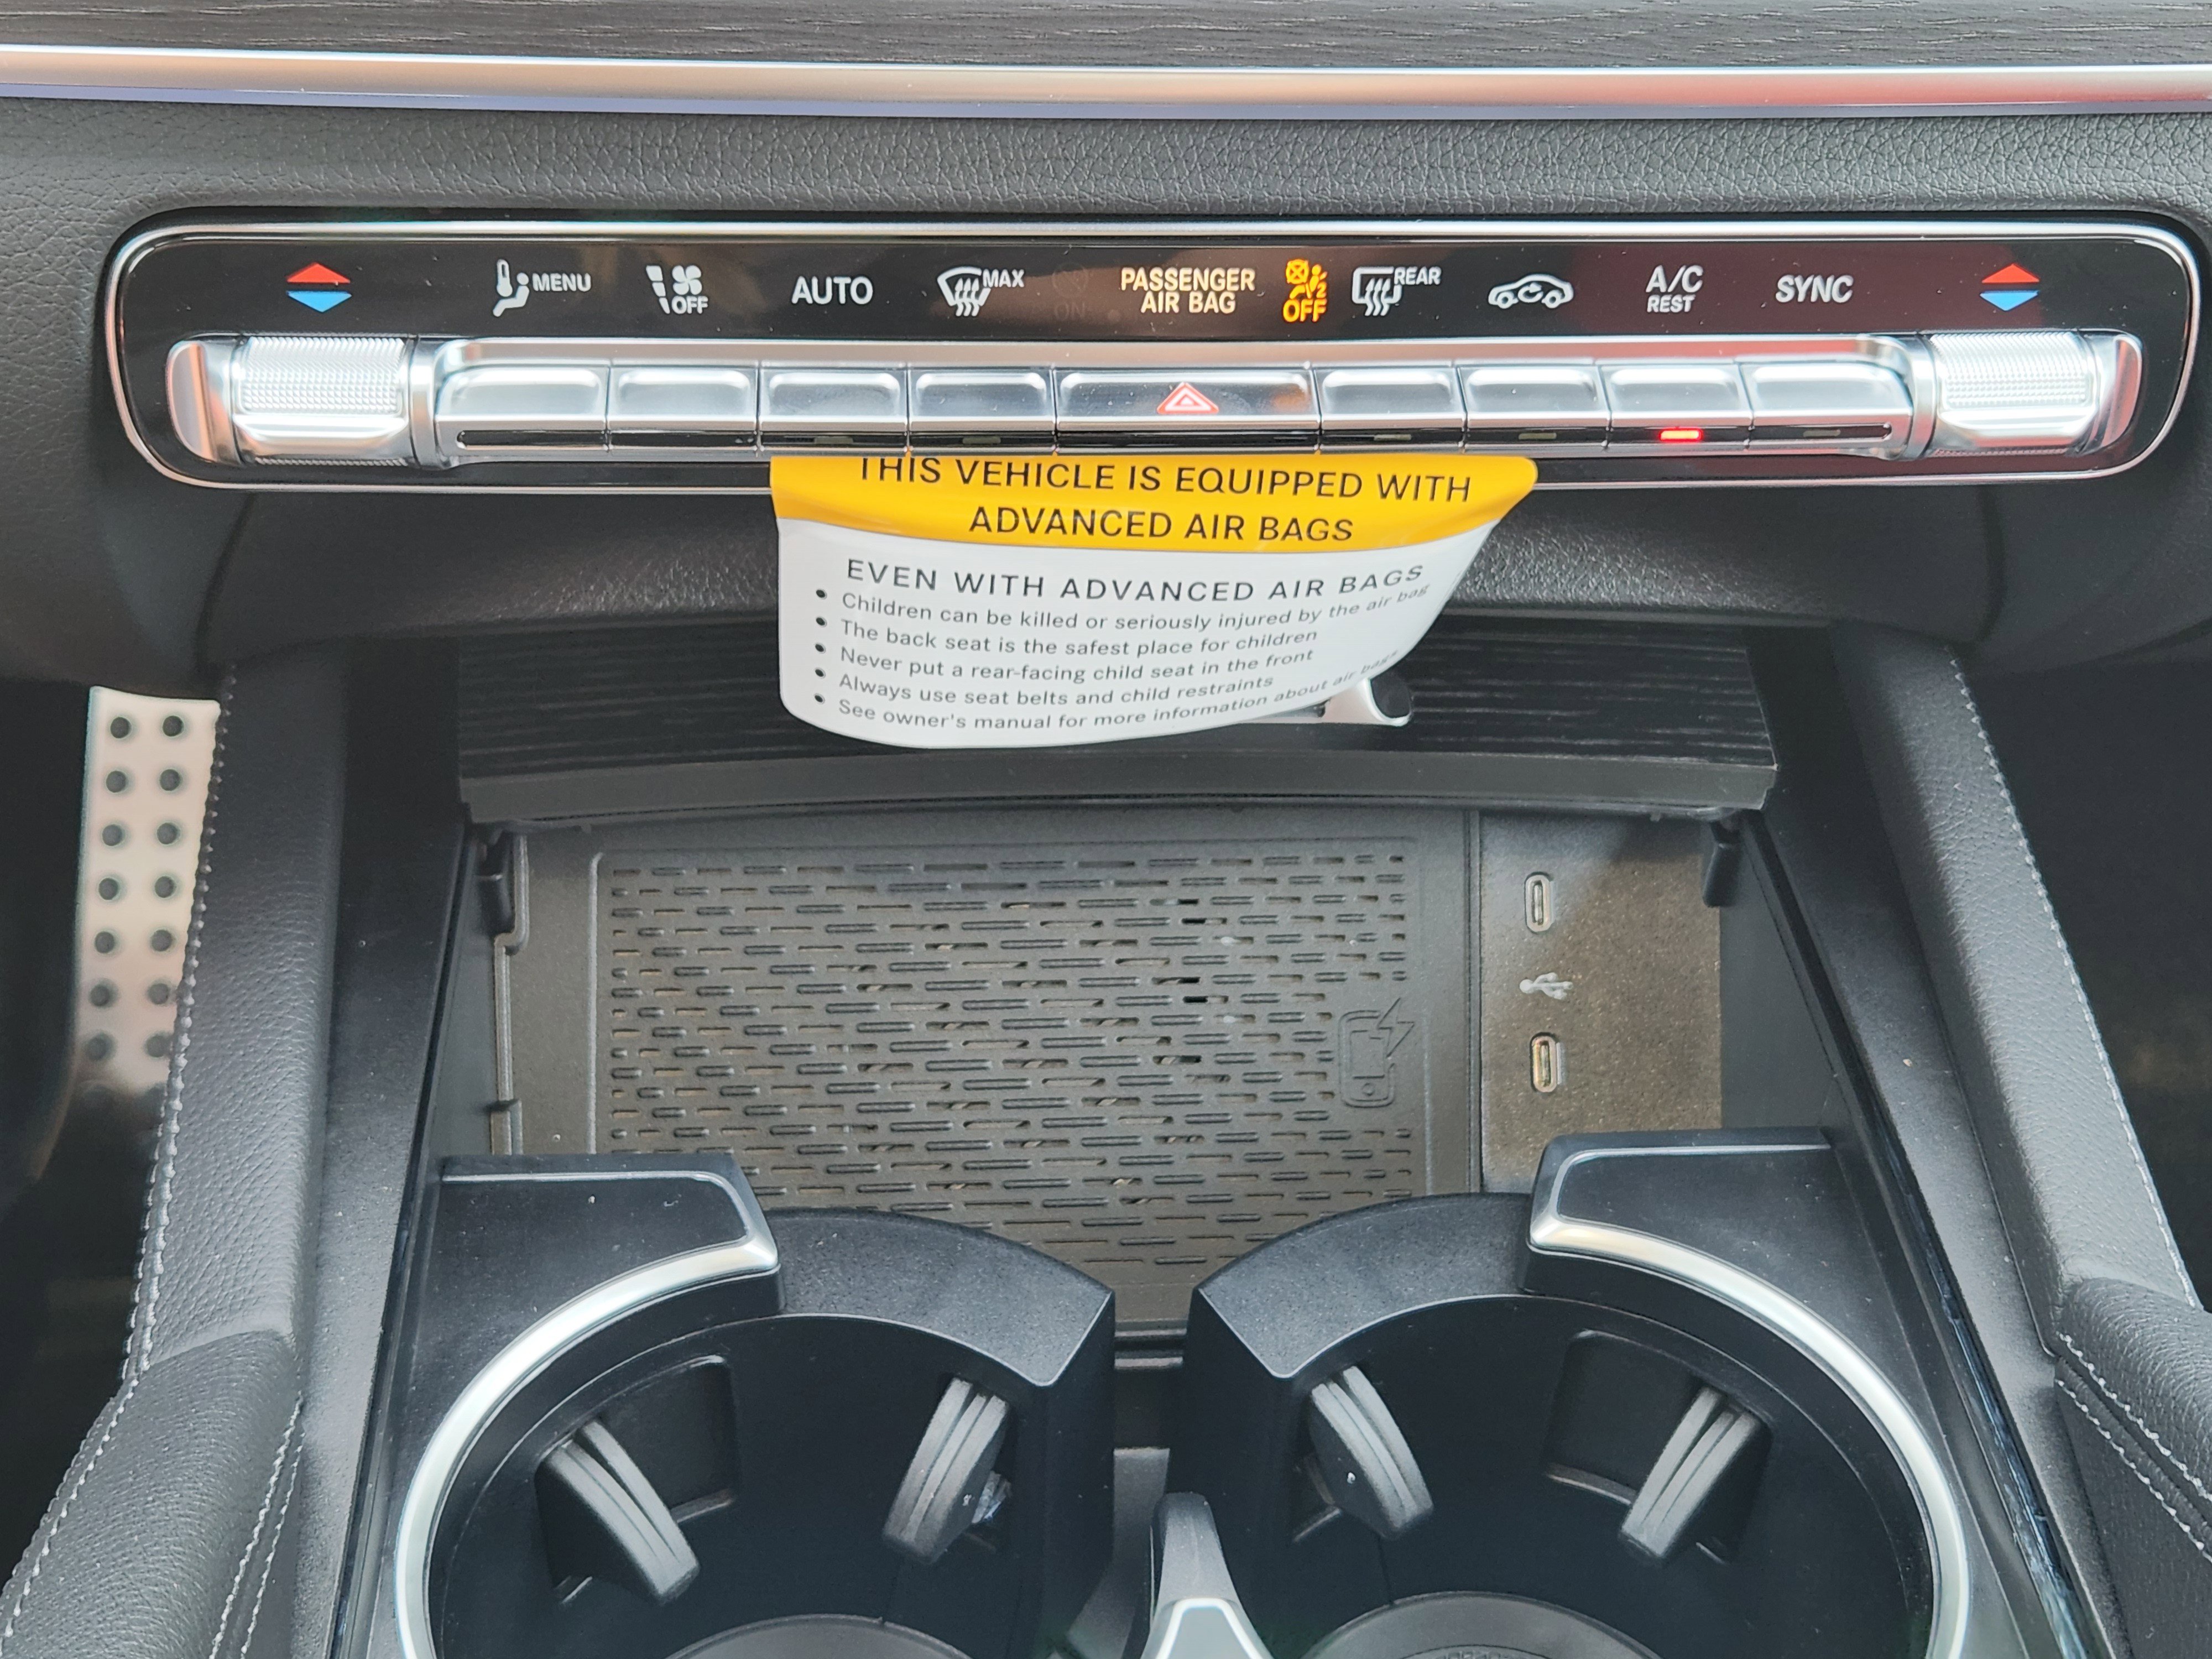 MENU
OFF
AUTO
MAX
ON
PASSENGER
AIR BAG
2
OFF
REAR
A/C
REST
SYNC
THIS VEHICLE IS EQUIPPED WITH
ADVANCED AIR BAGS
EVEN WITH ADVANCED AIR BAGS
• Children can be killed or seriously injured by the air bag
• The back seat is the safest place for children
• Never put a rear-facing child seat in the front
• Always use seat belts and child restraints
• See owner's manual for more information about air bags